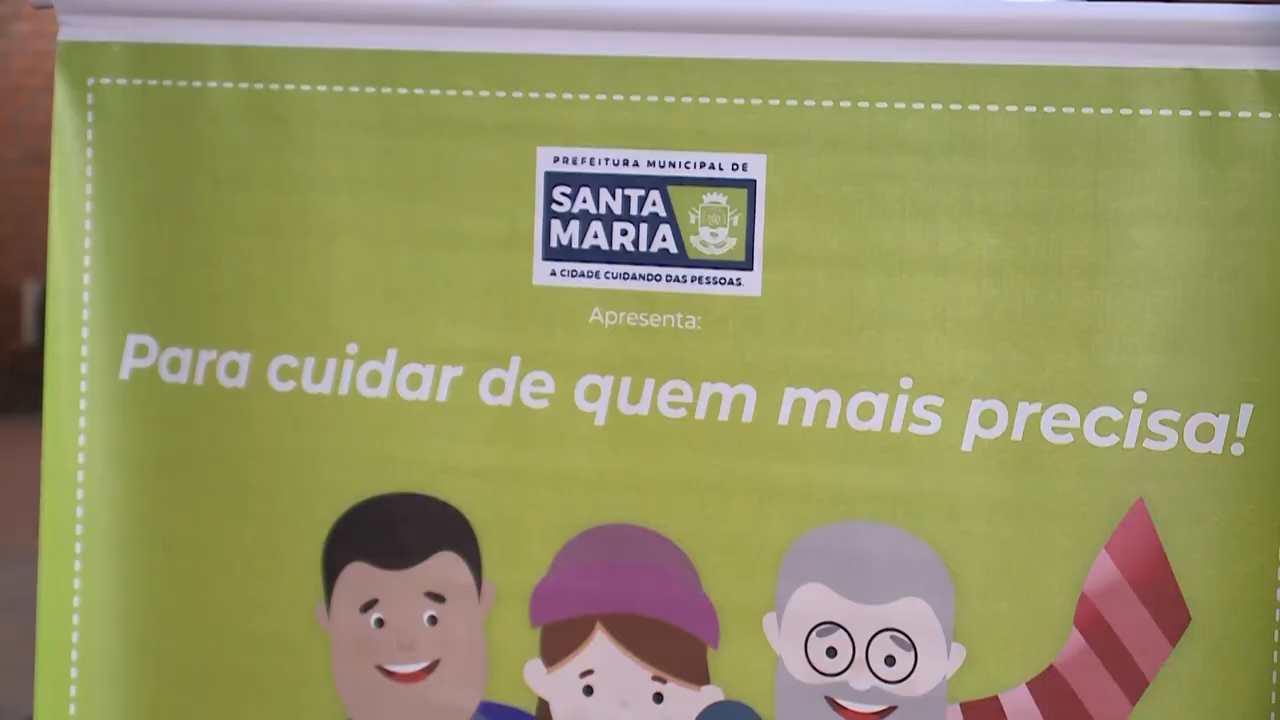 PREFEITURA MUNICIPAL DE
SANTA
MARIA
A CIDADE CUIDANDO DAS PESSOAS.
Apresenta:
Para cuidar de quem mais precisa!